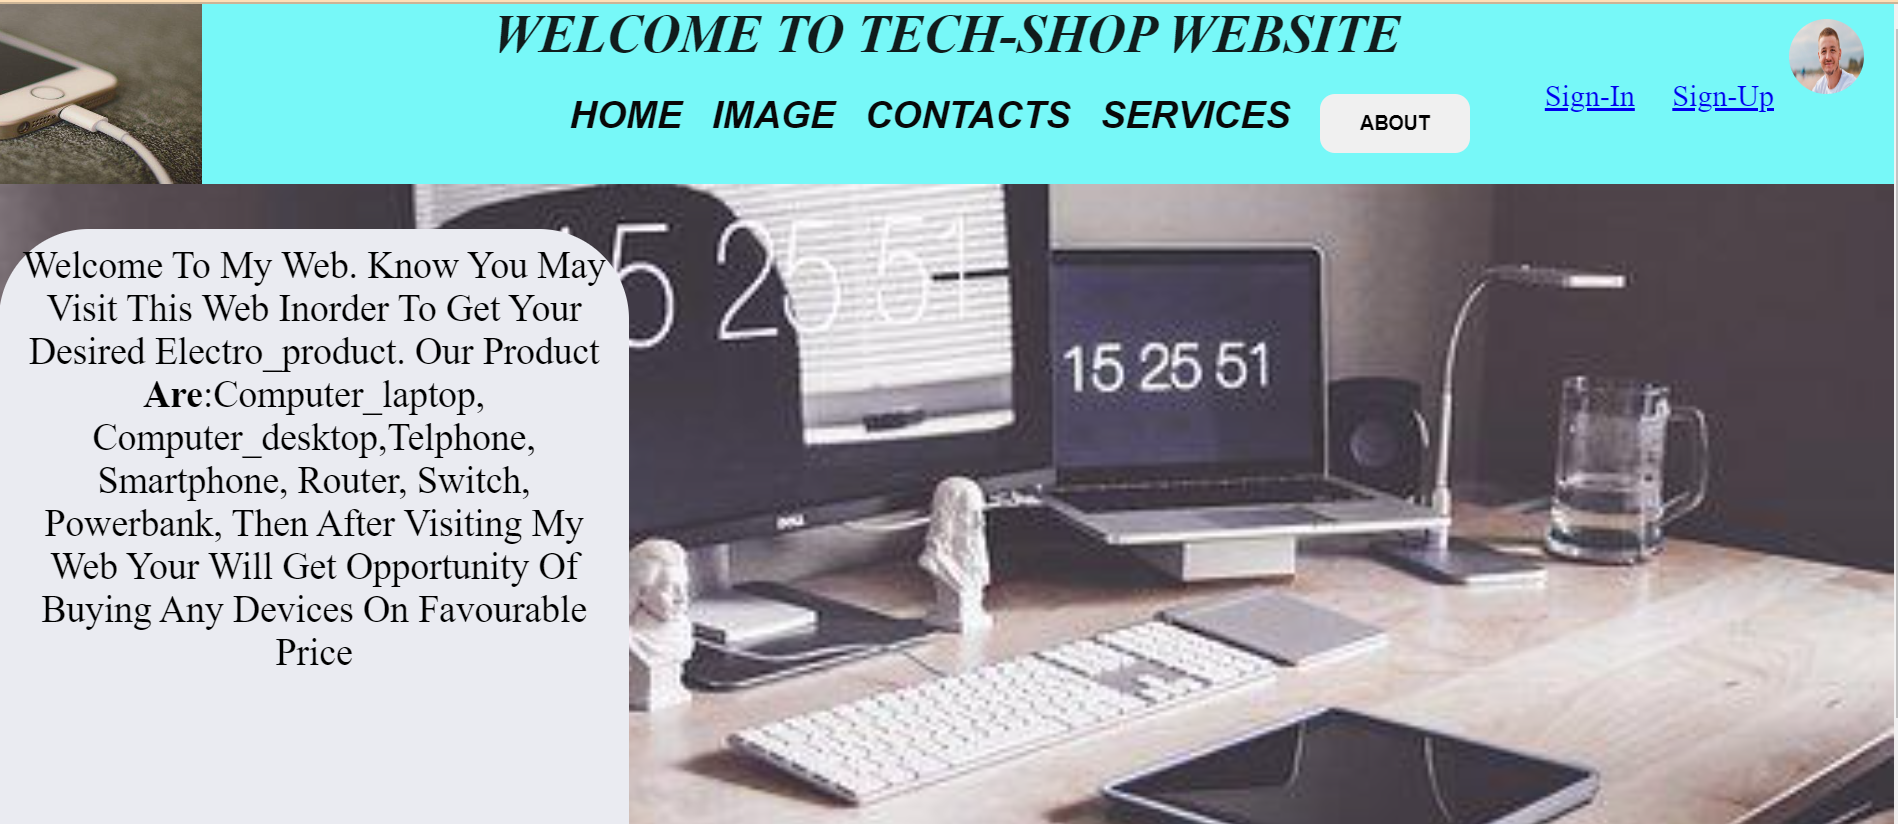 WELCOME TO TECH-SHOP WEBSITE
HOME IMAGE CONTACTS SERVICES ABOUT
Sign-In Sign-Up
Welcome To My Web. Know You May
Visit This Web Inorder To Get Your
Desired Electro_product. Our Product
Are:Computer_laptop,
Computer_desktop,Telphone,
Smartphone, Router, Switch,
Powerbank, Then After Visiting My
Web Your Will Get Opportunity Of
Buying Any Devices On Favourable
Price
5 25 51
15 25 51
DELL